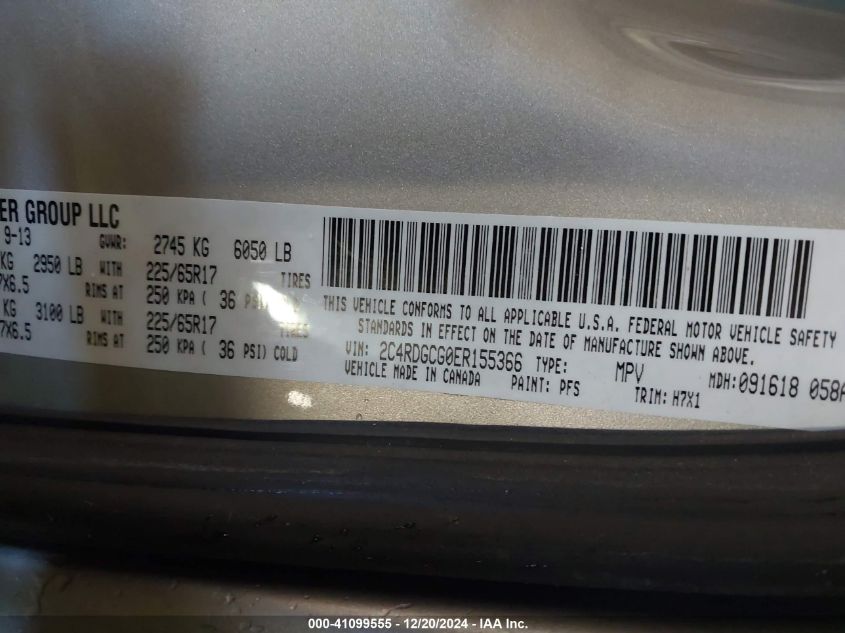 ER GROUP LLC
9-13 GVWR: 2745 KG 6050 LB
KG 2950 LB WITH 225/65R17 TIRES
7X6.5 RIMS AT 250 KPA ( 36 PSI) COLD
KG 3100 LB WITH 225/65R17 TIRES
7X6.5 RIMS AT 250 KPA ( 36 PSI) COLD
THIS VEHICLE CONFORMS TO ALL APPLICABLE U.S.A. FEDERAL MOTOR VEHICLE SAFETY
STANDARDS IN EFFECT ON THE DATE OF MANUFACTURE SHOWN ABOVE.
VIN: 2C4RDGCG0ER155366 TYPE: MPV MDH:091618 058A
VEHICLE MADE IN CANADA PAINT: PFS TRIM: H7X1
000-41099555 - 12/20/2024 - IAA Inc.